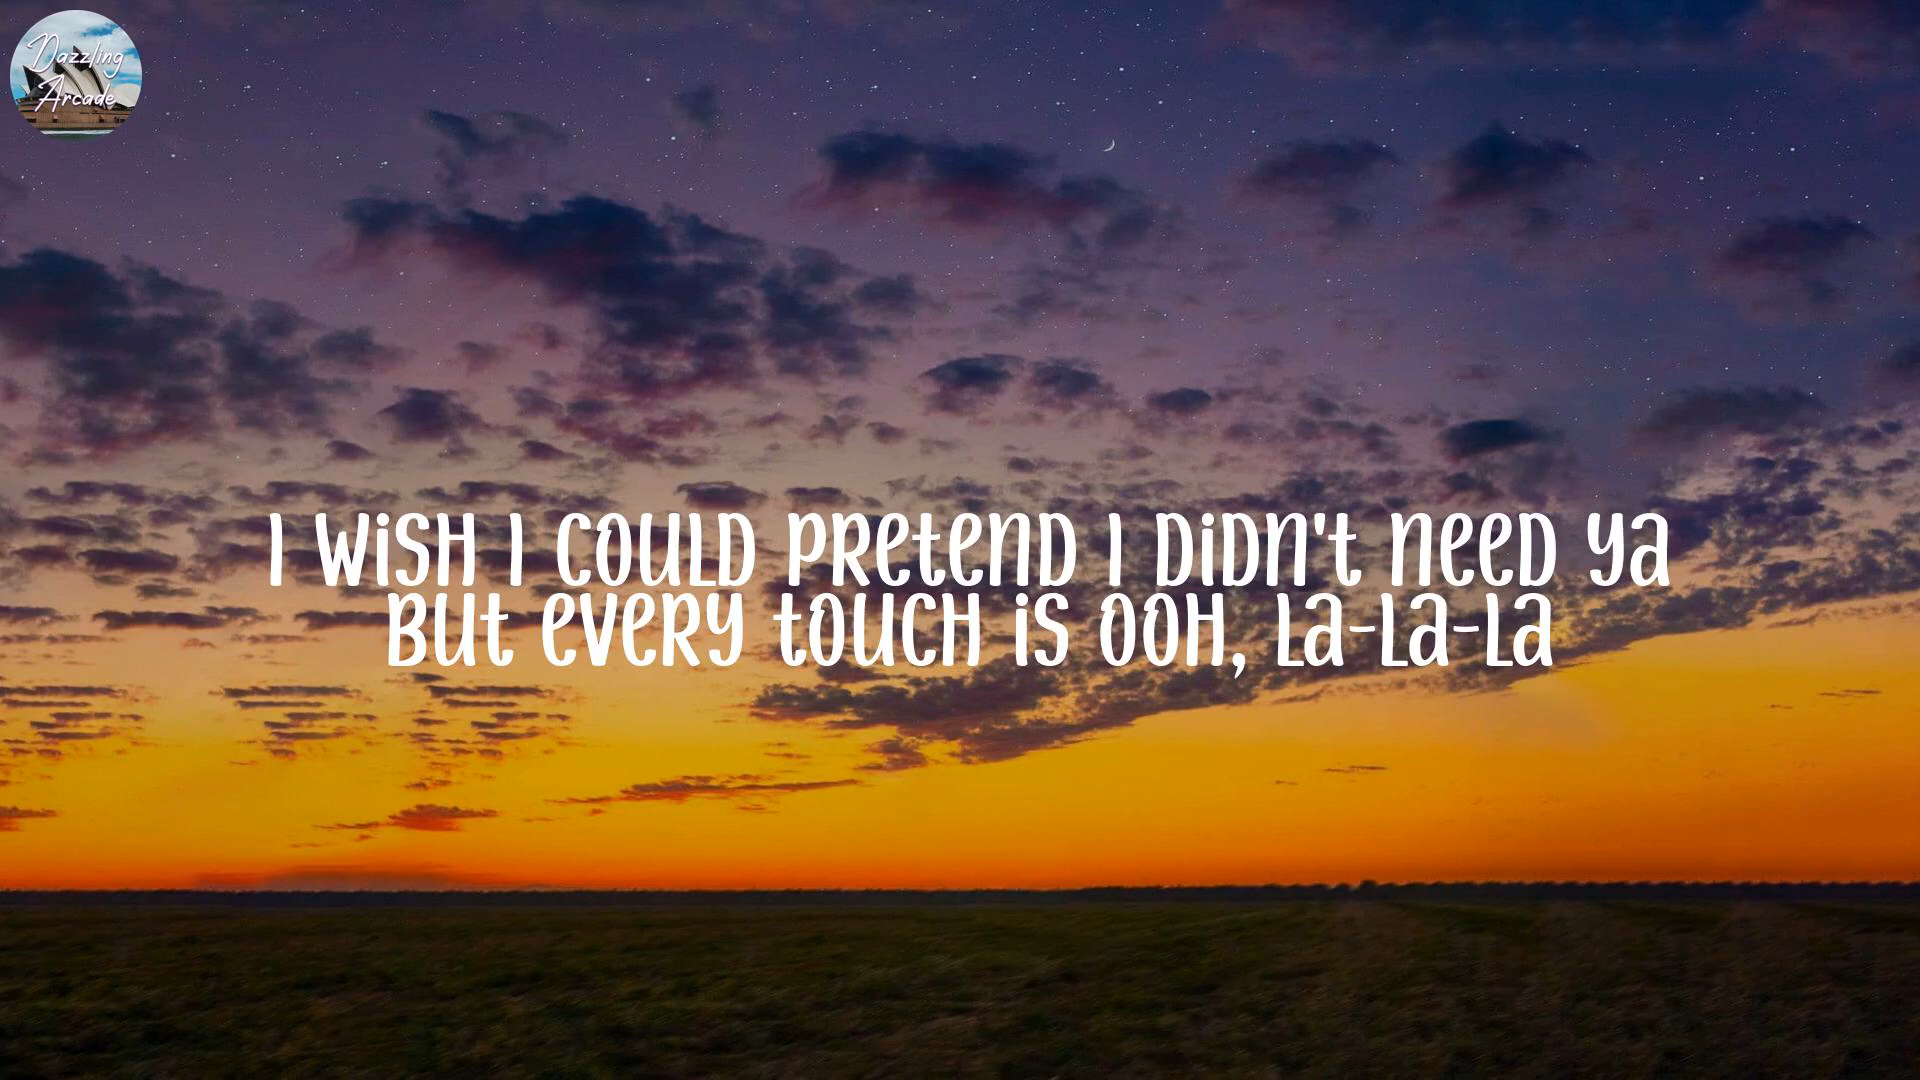 Dazzling
Arcade
I WiSH I COULD PRetenD I DiDn't neeD ya
But eveRy tOUCH iS OOH, La-La-La